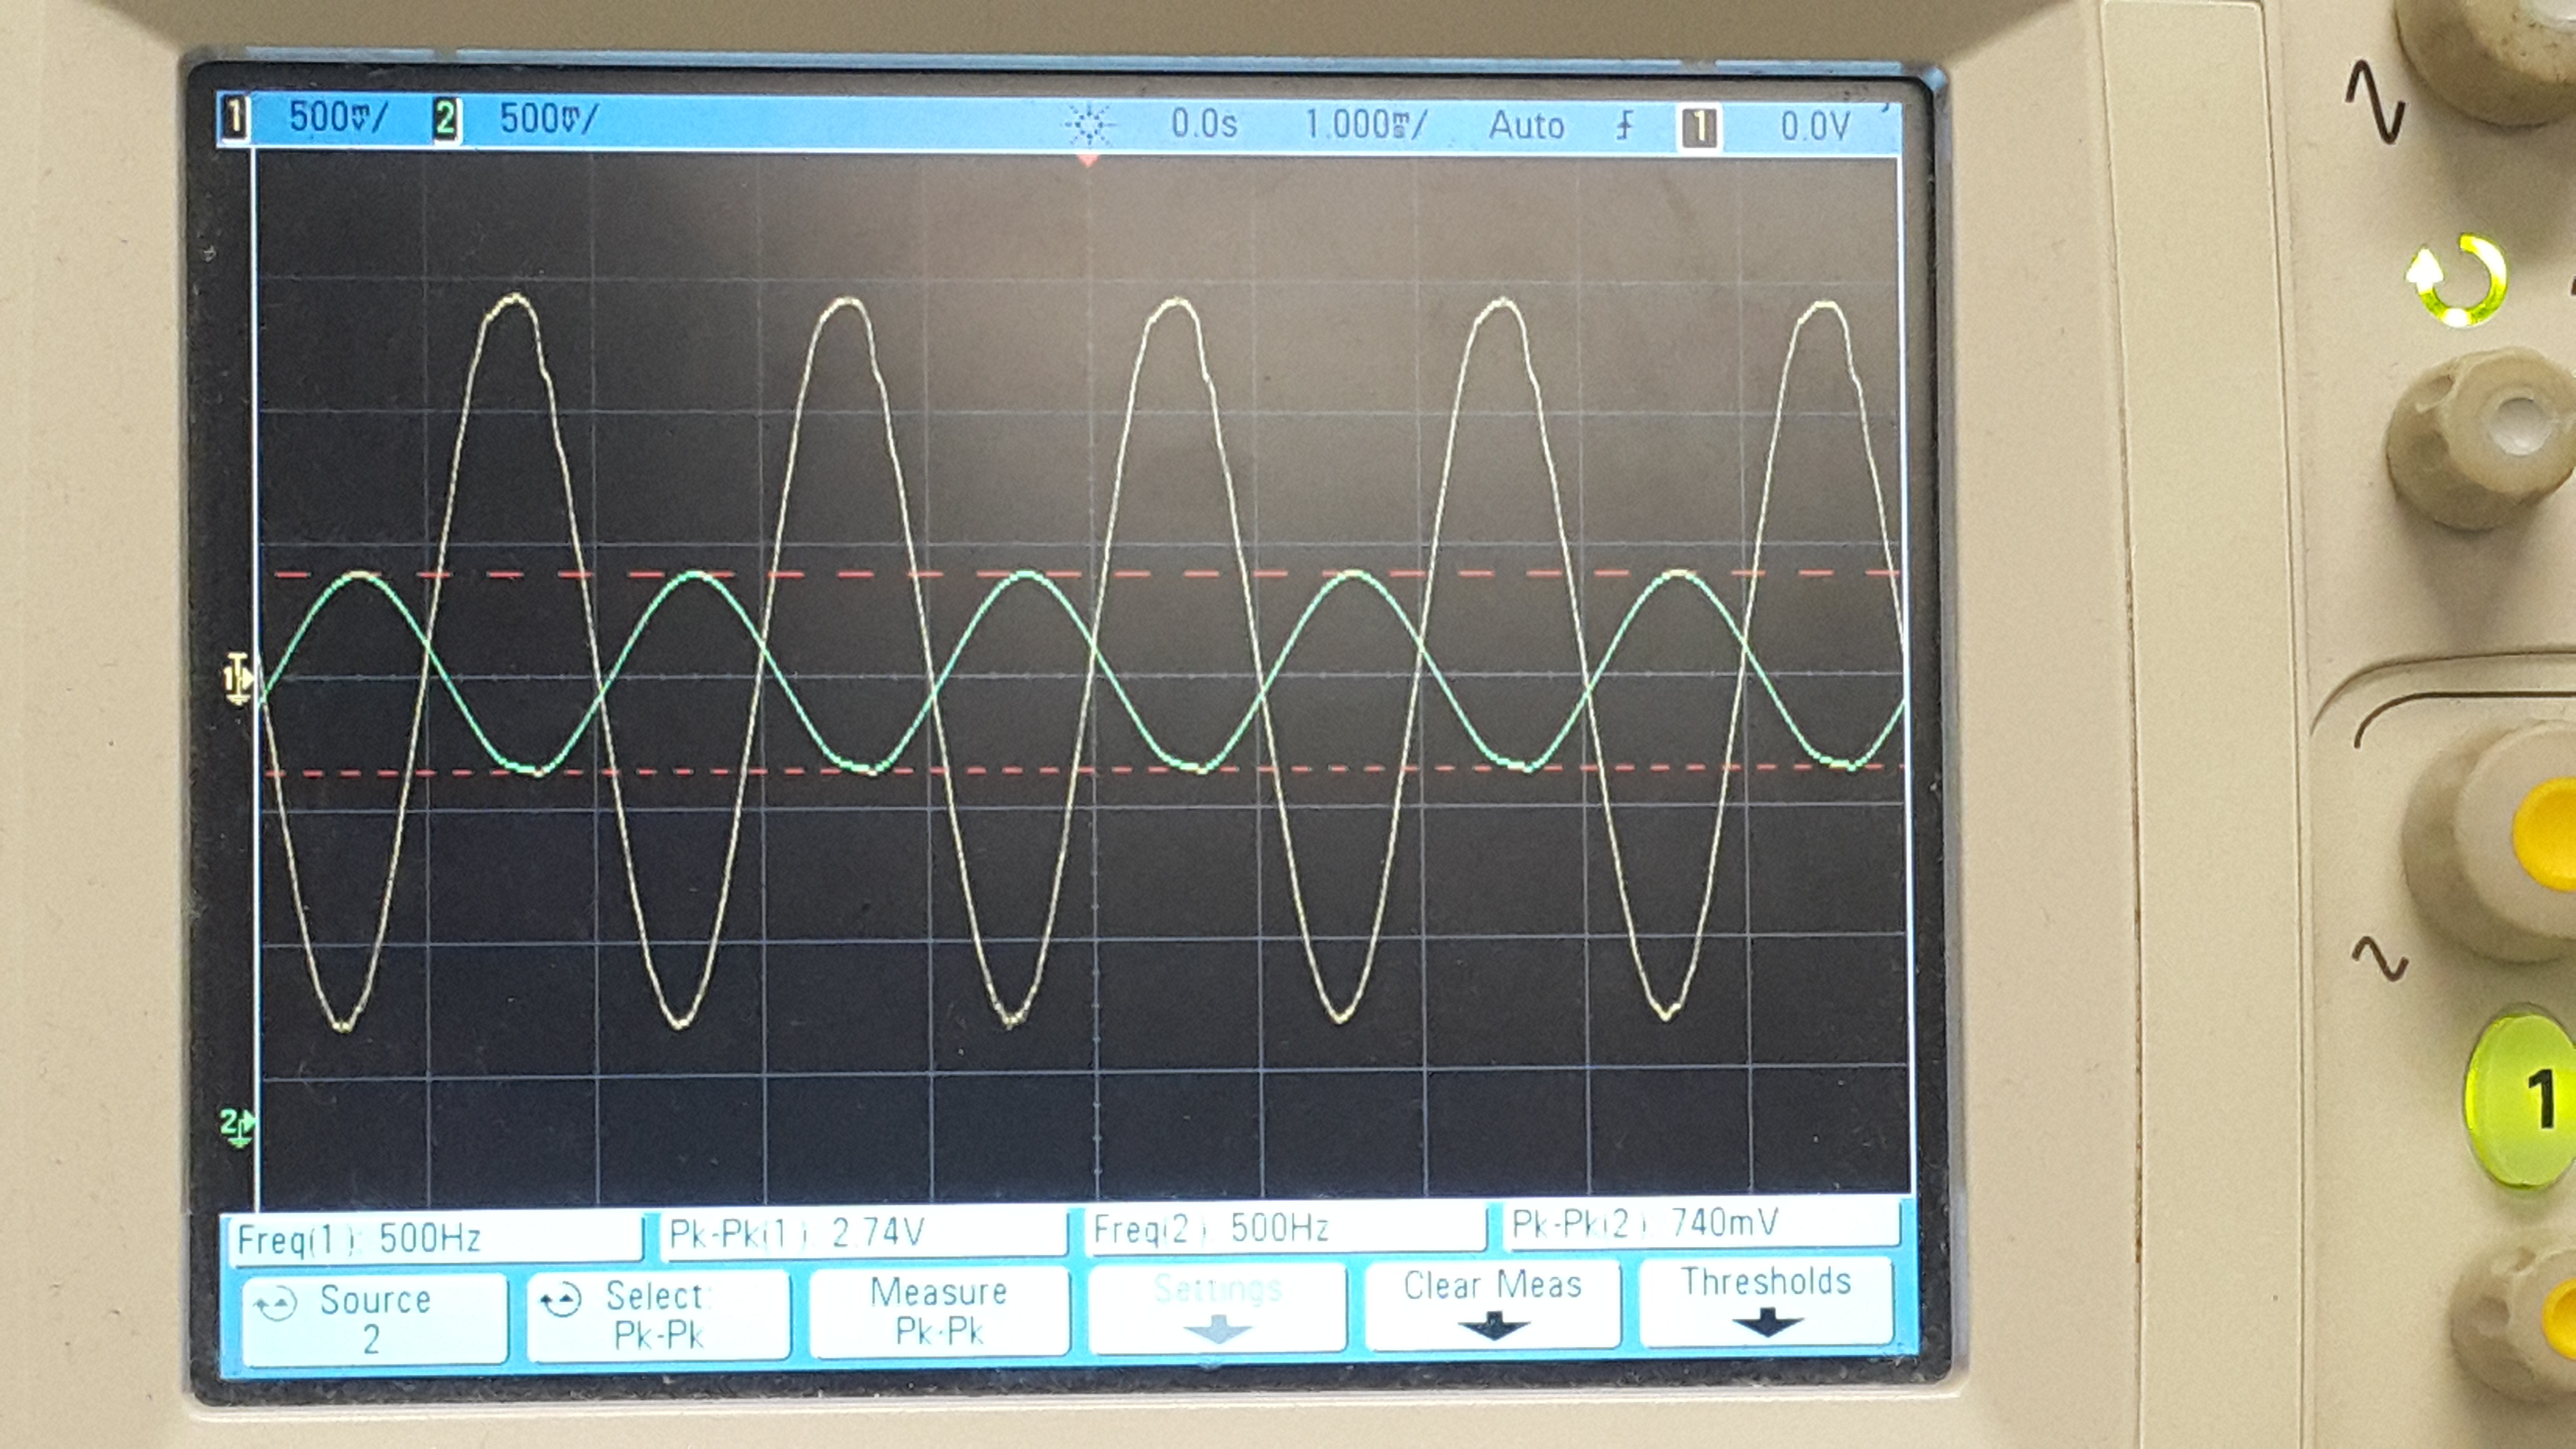 1 500mV/ 2 500mV/ 0.0s 1.000ms/ Auto 1 0.0V
1
2
Freq(1): 500Hz Pk-Pk(1): 2.74V Freq(2): 500Hz Pk-Pk(2): 740mV
Source Select: Measure Settings Clear Meas Thresholds
2 Pk-Pk Pk-Pk
1